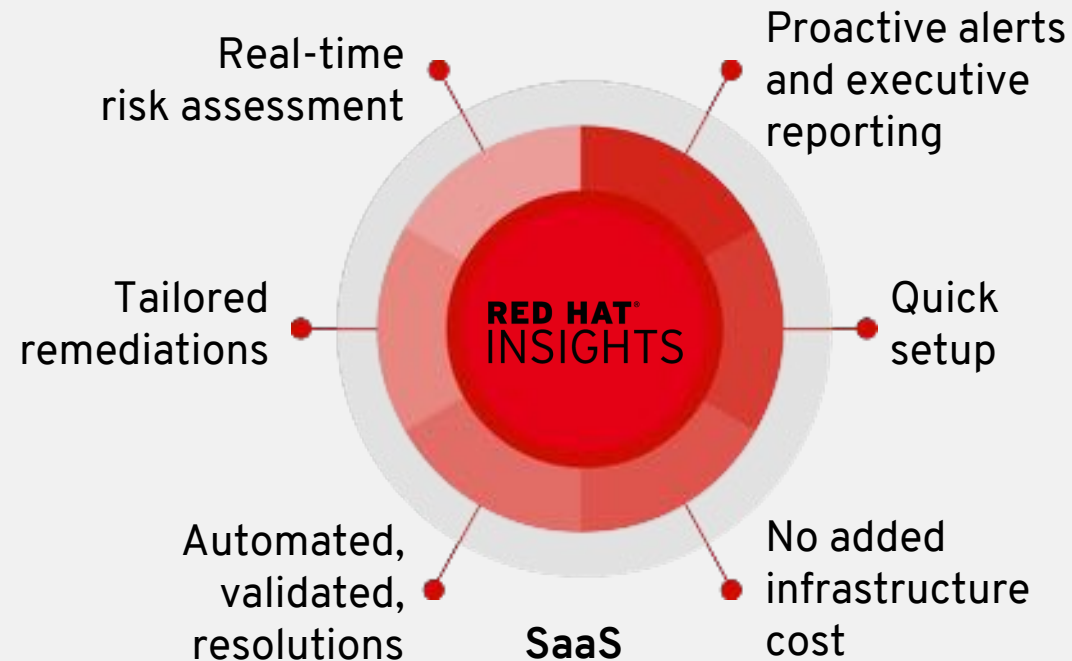 Real-time
risk assessment
Proactive alerts
and executive
reporting
Tailored
remediations
RED HAT®
INSIGHTS
Quick
setup
Automated,
validated,
resolutions
SaaS
No added
infrastructure
cost